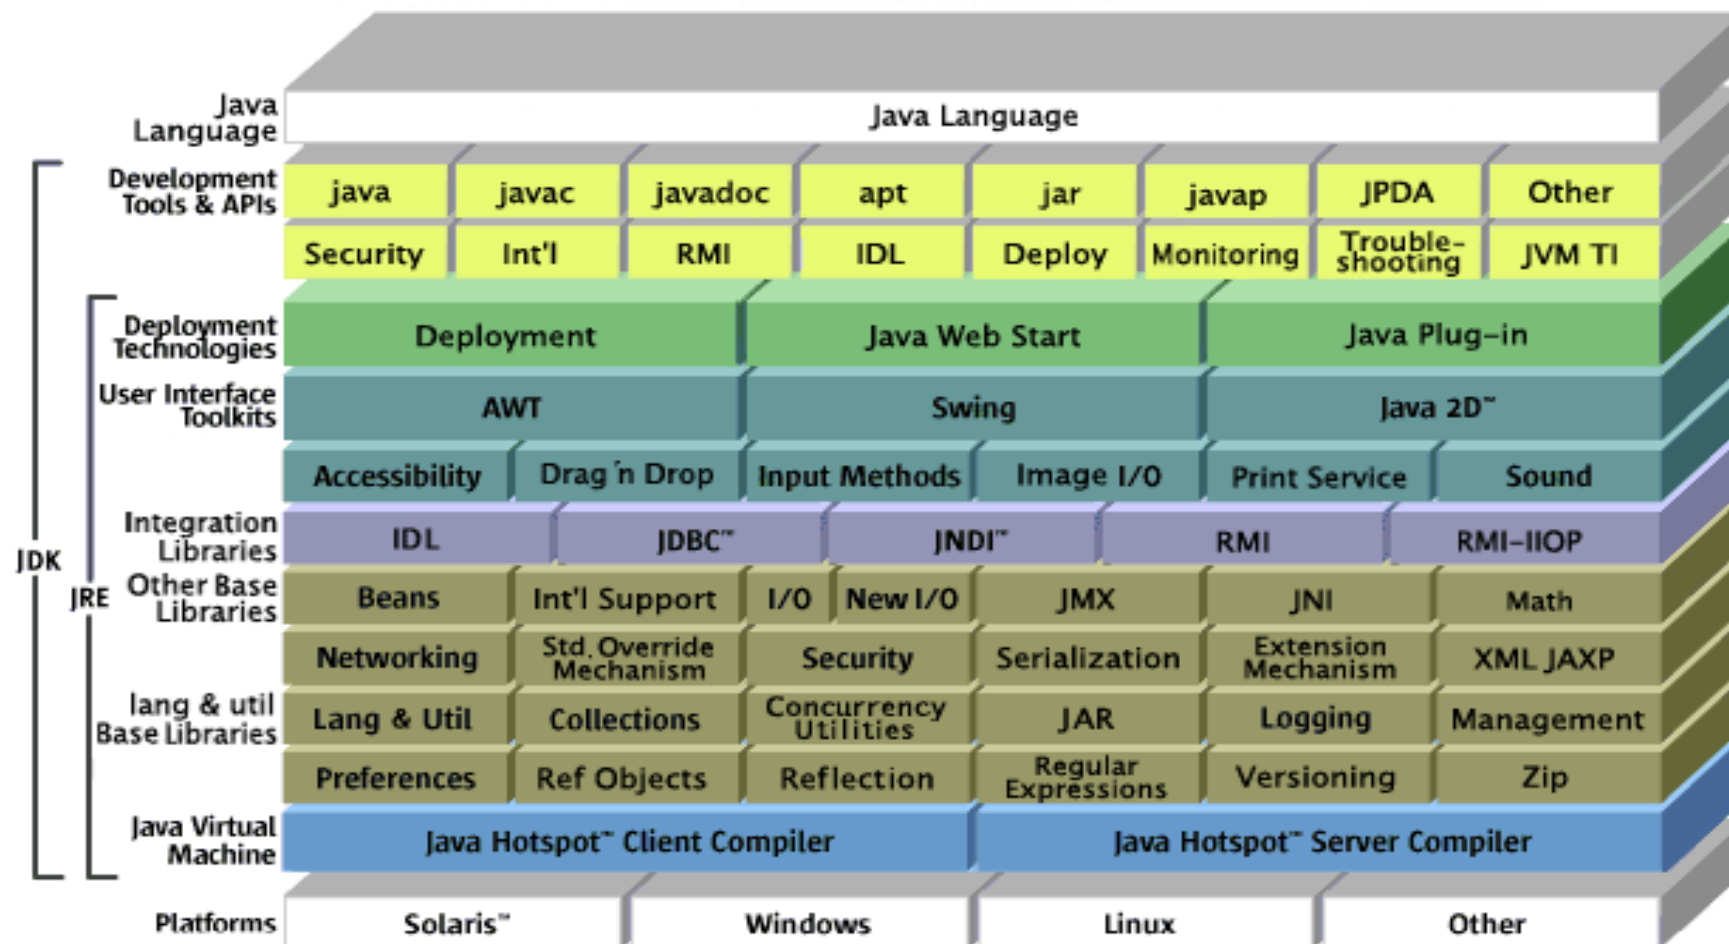 Java Language
Java Language
Development Tools & APIs
java javac javadoc apt jar javap JPDA Other
Security Int'l RMI IDL Deploy Monitoring Trouble-shooting JVM TI
Deployment Technologies
Deployment Java Web Start Java Plug-in
User Interface Toolkits
AWT Swing Java 2D™
Accessibility Drag 'n Drop Input Methods Image I/O Print Service Sound
Integration Libraries
IDL JDBC™ JNDI™ RMI RMI-IIOP
JDK
JRE
Other Base Libraries
Beans Int'l Support I/O New I/O JMX JNI Math
Networking Std. Override Mechanism Security Serialization Extension Mechanism XML JAXP
lang & util Base Libraries
Lang & Util Collections Concurrency Utilities JAR Logging Management
Preferences Ref Objects Reflection Regular Expressions Versioning Zip
Java Virtual Machine
Java Hotspot™ Client Compiler Java Hotspot™ Server Compiler
Platforms
Solaris™ Windows Linux Other